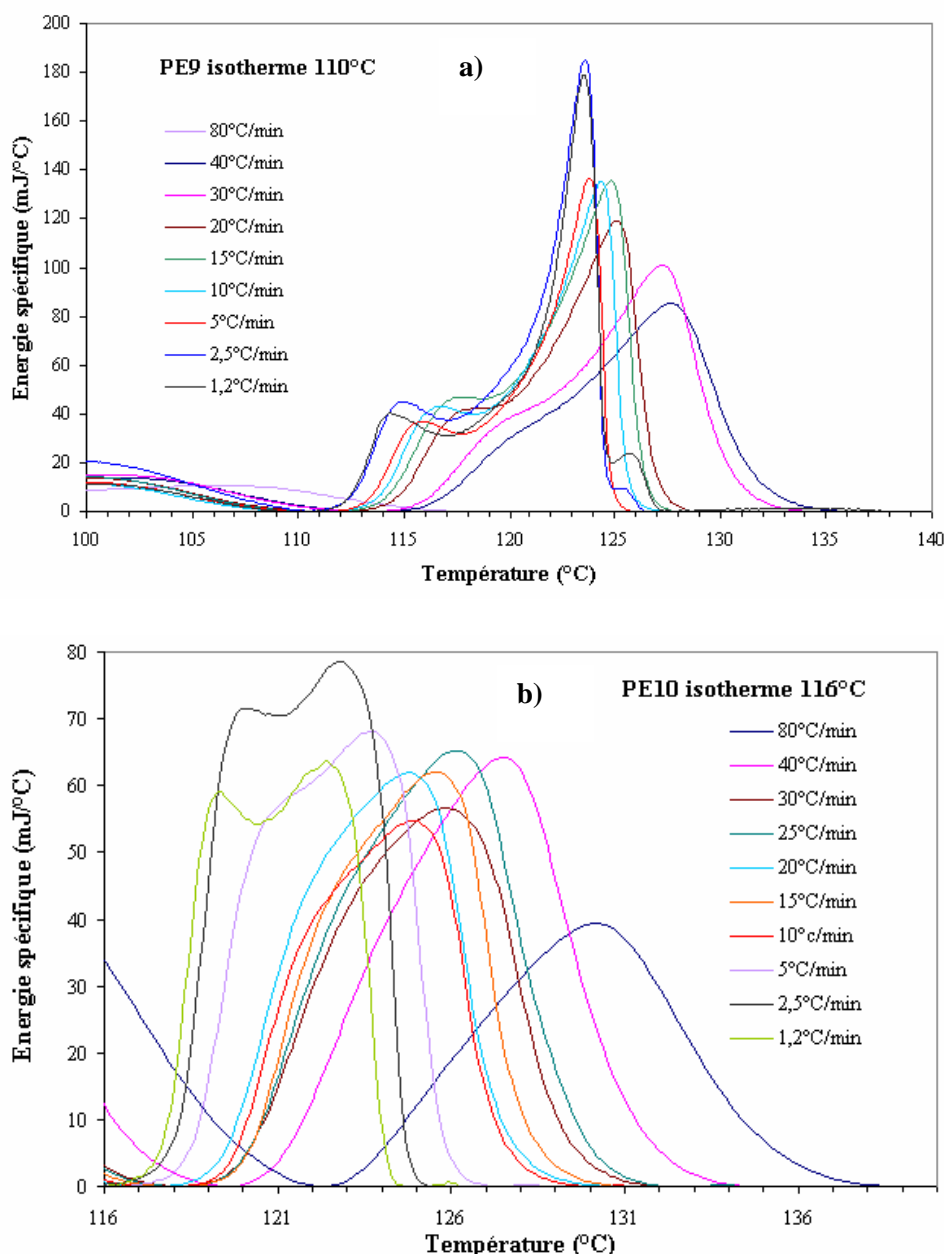 PE9 isotherme 110°C
a)
80°C/min
40°C/min
30°C/min
20°C/min
15°C/min
10°C/min
5°C/min
2,5°C/min
1,2°C/min
Energie spécifique (mJ/°C)
200
180
160
140
120
100
80
60
40
20
0
100
105
110
115
120
125
130
135
140
Température (°C)
b)
PE10 isotherme 116°C
80°C/min
40°C/min
30°C/min
25°C/min
20°C/min
15°C/min
10°c/min
5°C/min
2,5°C/min
1,2°C/min
Energie spécifique (mJ/°C)
80
70
60
50
40
30
20
10
0
116
121
126
131
136
Température (°C)